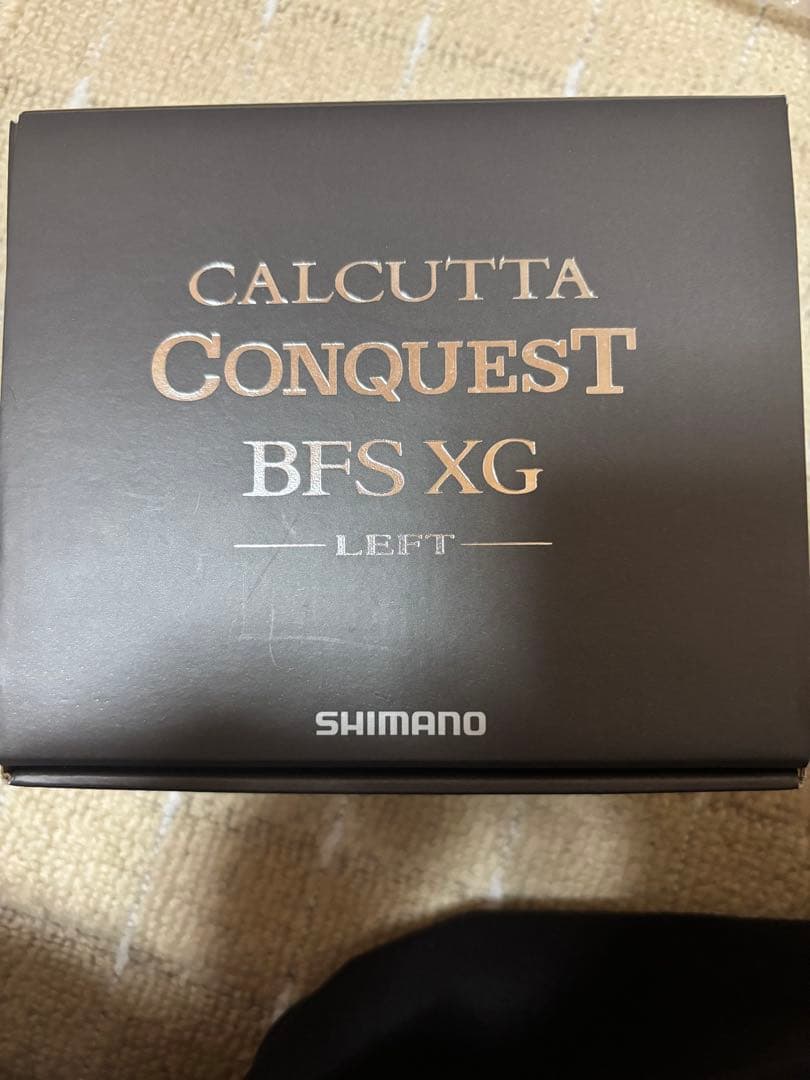 CALCUTTA
CONQUEST
BFS XG
LEFT
SHIMANO